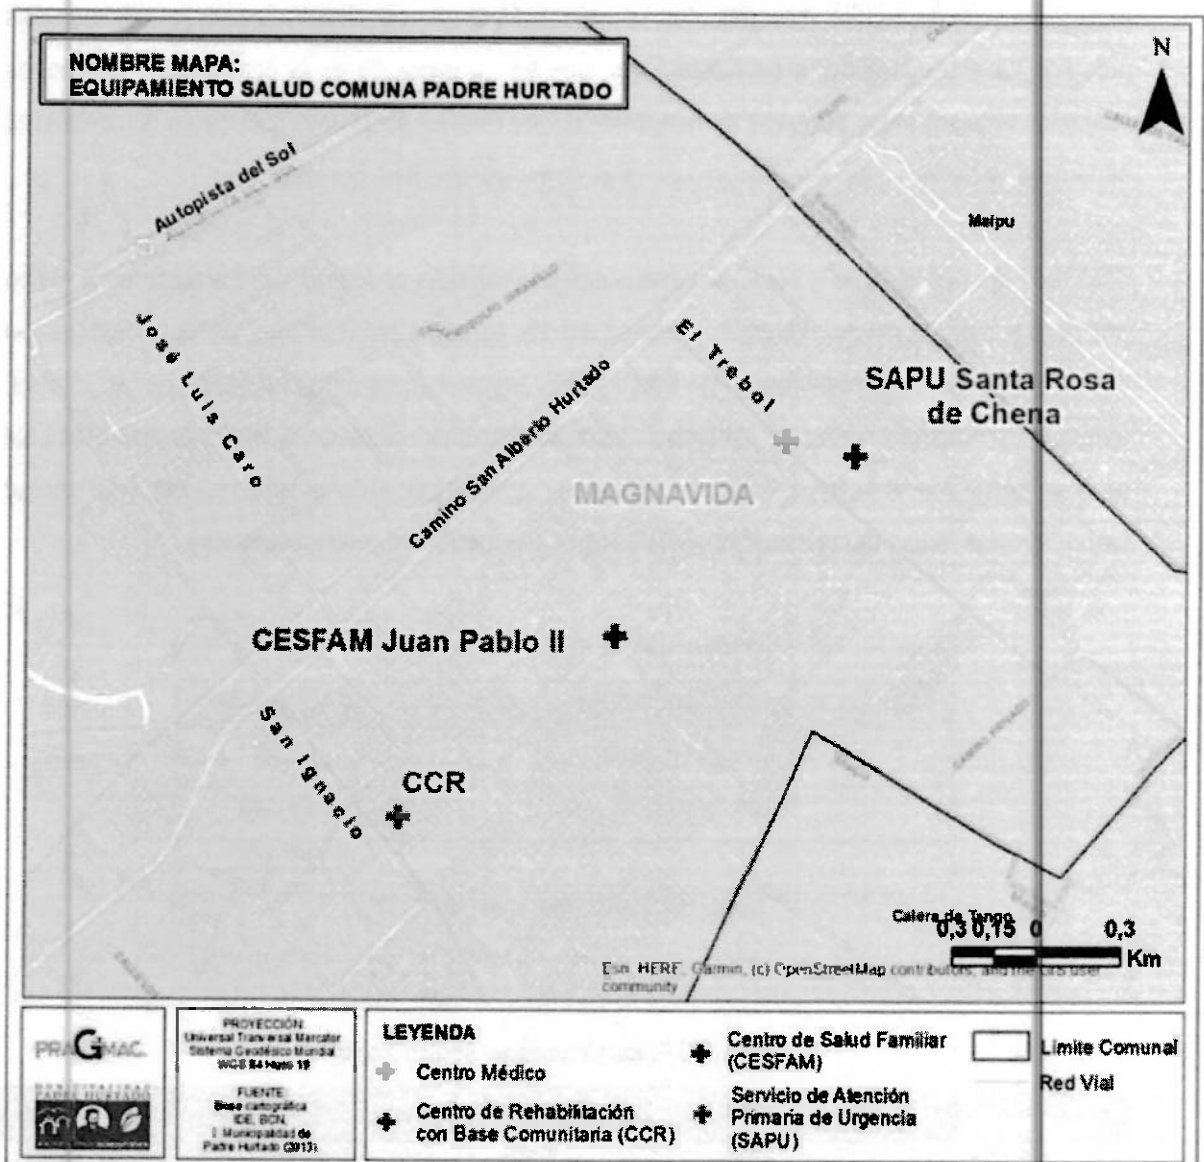 NOMBRE MAPA:
EQUIPAMIENTO SALUD COMUNA PADRE HURTADO
N
Autopista del Sol
Maipu
José Luis Caro
El Trebol
Camino San Alberto Hurtado
SAPU Santa Rosa
de Chena
MAGNAVIDA
CESFAM Juan Pablo II
San Ignacio
CCR
Calera de Tango
0,3 0,15 0 0,3
Km
Esri, HERE, Garmin, (c) OpenStreetMap contributors, and the GIS user
community
PROYECCIÓN:
Universal Transversal Mercator
Sistema Geodésico Mundial
WGS 84 Huso 19
FUENTE:
Base cartográfica
IDE, BCN,
I. Municipalidad de
Padre Hurtado (2013)
MUNICIPALIDAD
PADRE HURTADO
LEYENDA
Centro Médico
Centro de Rehabilitación
con Base Comunitaria (CCR)
Centro de Salud Familiar
(CESFAM)
Servicio de Atención
Primaria de Urgencia
(SAPU)
Limite Comunal
Red Vial